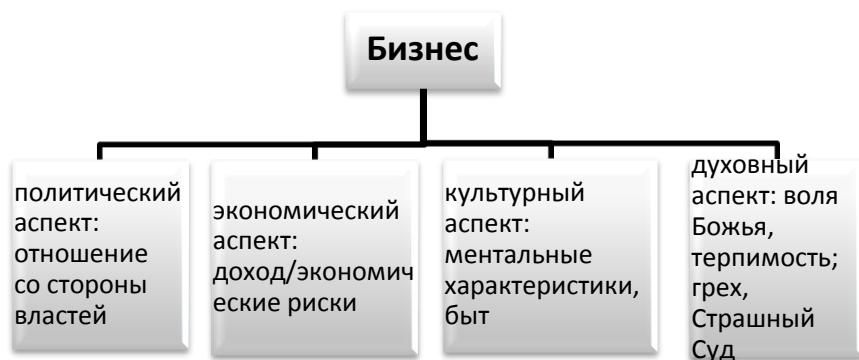 Бизнес
политический
аспект:
отношение
со стороны
властей
экономический
аспект:
доход/экономич
еские риски
культурный
аспект:
ментальные
характеристики,
быт
духовный
аспект: воля
Божья,
терпимость;
грех,
Страшный
Суд